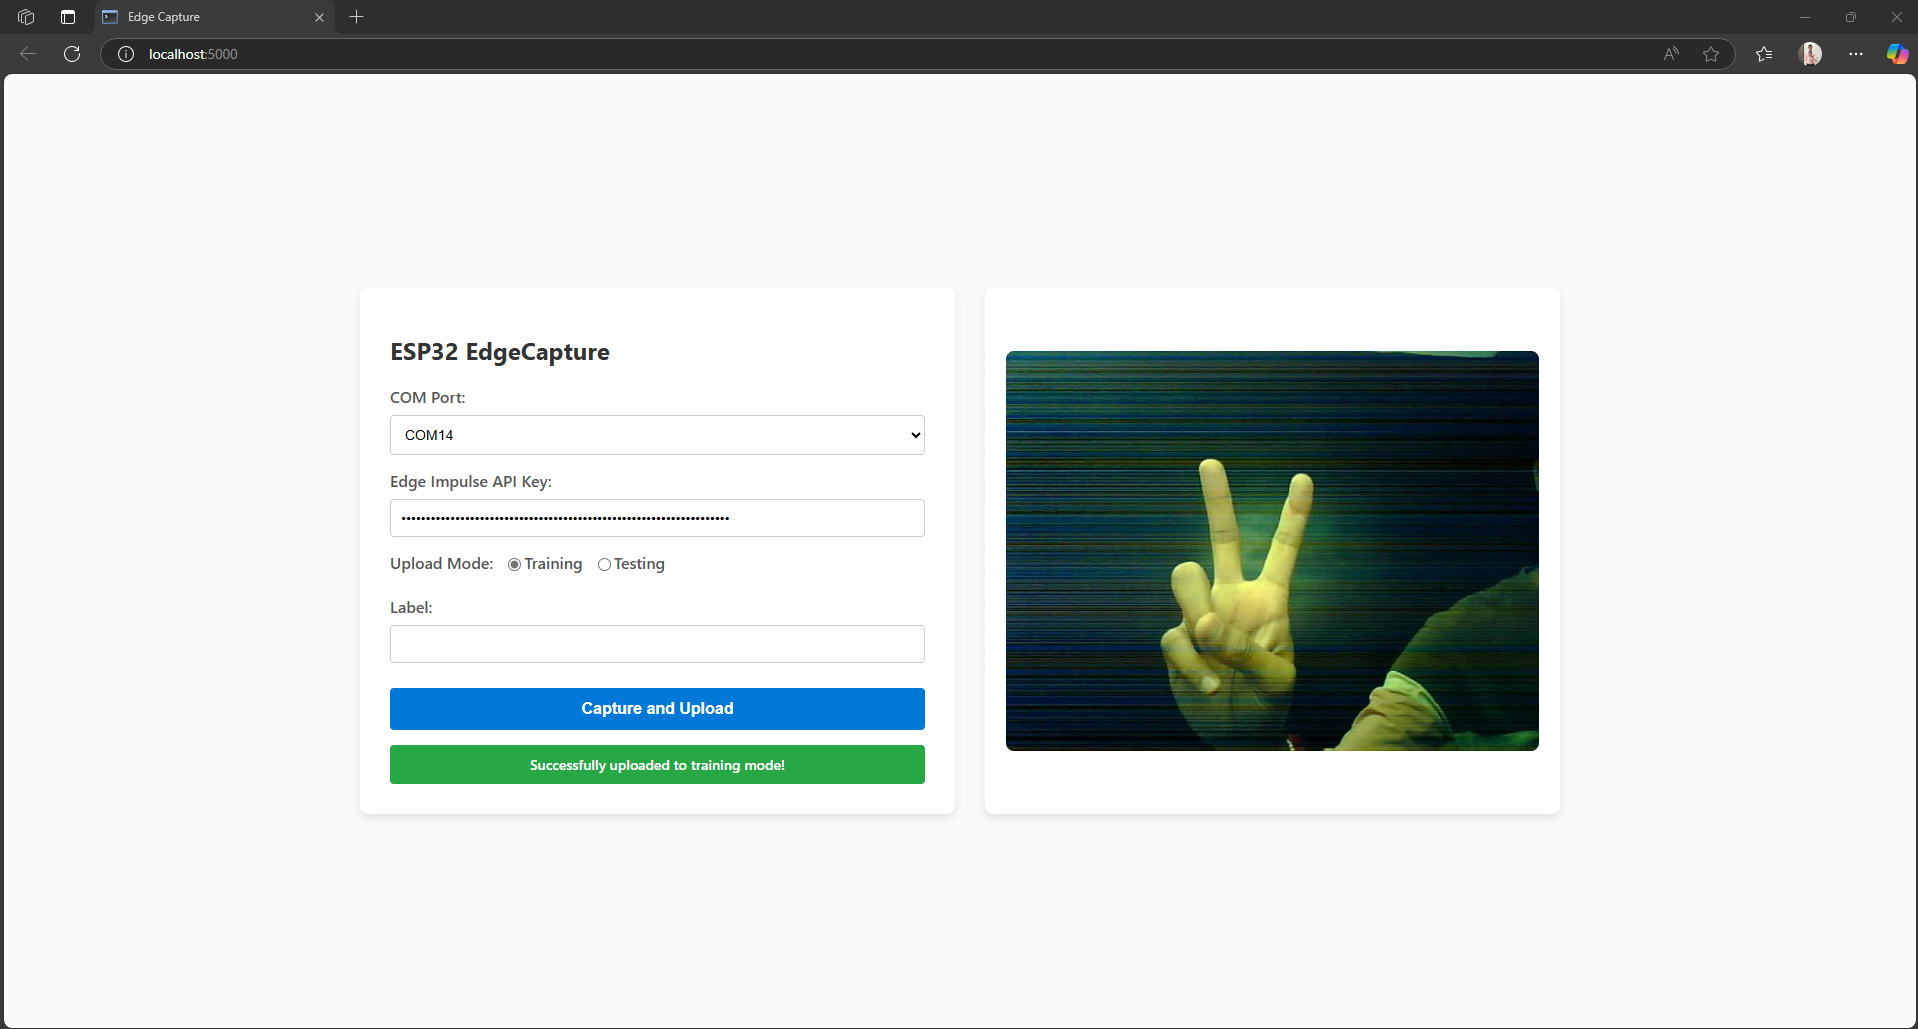 Edge Capture
localhost:5000
ESP32 EdgeCapture
COM Port:
COM14
Edge Impulse API Key:
Upload Mode: Training Testing
Label:
Capture and Upload
Successfully uploaded to training mode!